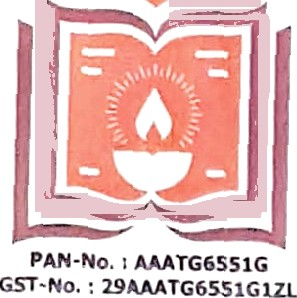 PAN-No. : AAATG6551G
GST-No. : 29AAATG6551G1ZL